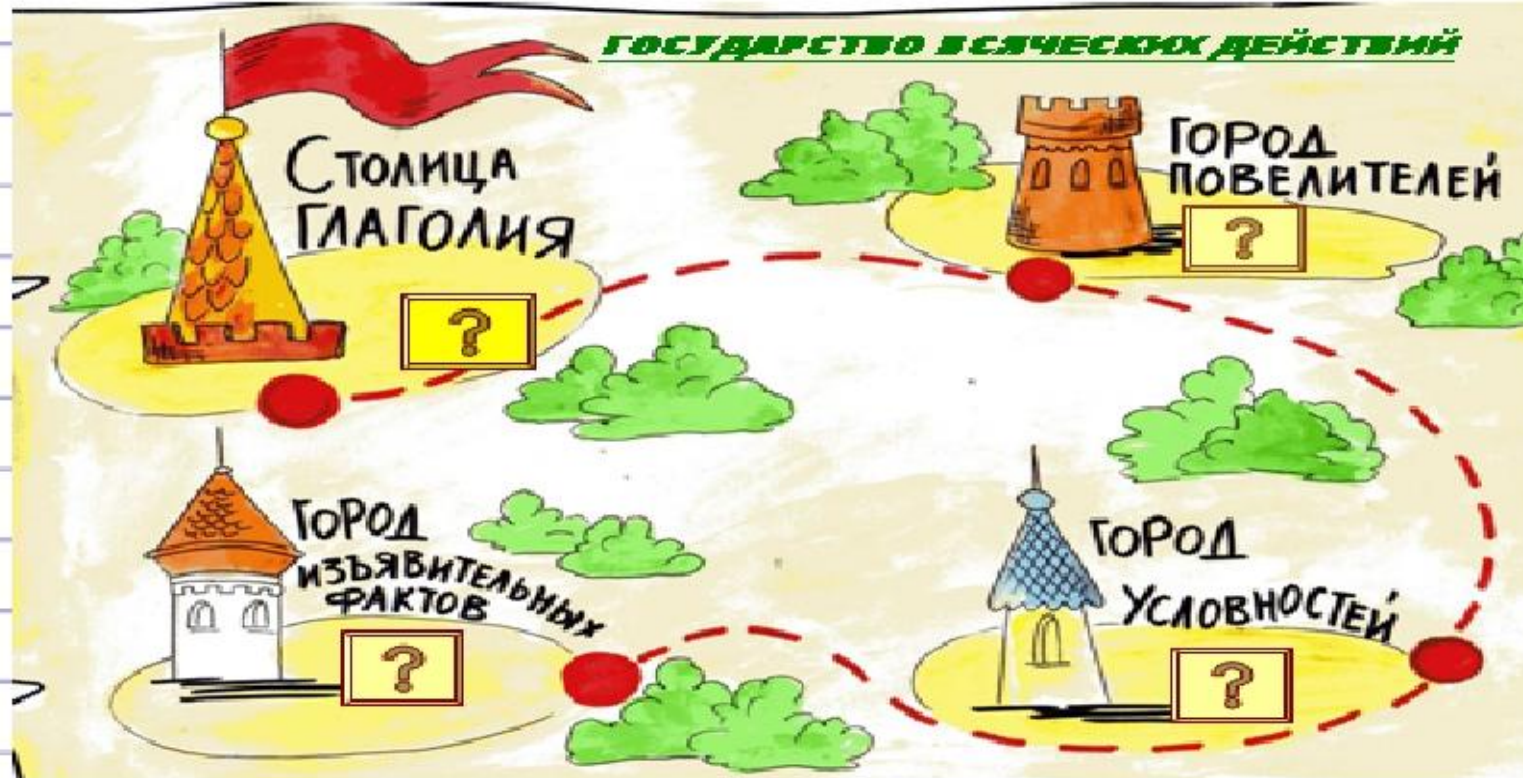 ГОСУДАРСТВО ВСЯЧЕСКИХ ДЕЙСТВИЙ
СТОЛИЦА
ГЛАГОЛИЯ
?
ГОРОД
ПОВЕЛИТЕЛЕЙ
?
ГОРОД
ИЗЪЯВИТЕЛЬНЫХ
ФАКТОВ
?
ГОРОД
УСЛОВНОСТЕЙ
?